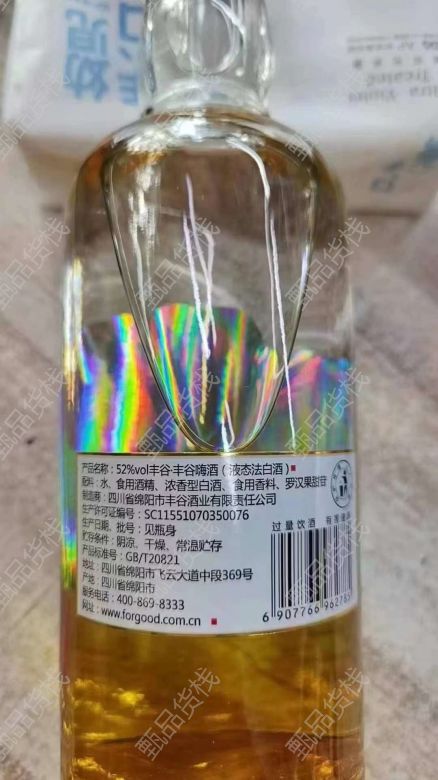 产品名称：52%vol丰谷·丰谷嗨酒（液态法白酒）
配料：水、食用酒精、浓香型白酒、食用香料、罗汉果甜苷
制造商：四川省绵阳市丰谷酒业有限责任公司
生产许可证编号：SC11551070350076
生产日期、批号：见瓶身
贮存条件：阴凉、干燥、常温贮存
产品标准号：GB/T20821
地址：四川省绵阳市飞云大道中段369号
产地：四川省绵阳市
服务电话：400-869-8333
网址：www.forgood.com.cn
过量饮酒
甄品货栈